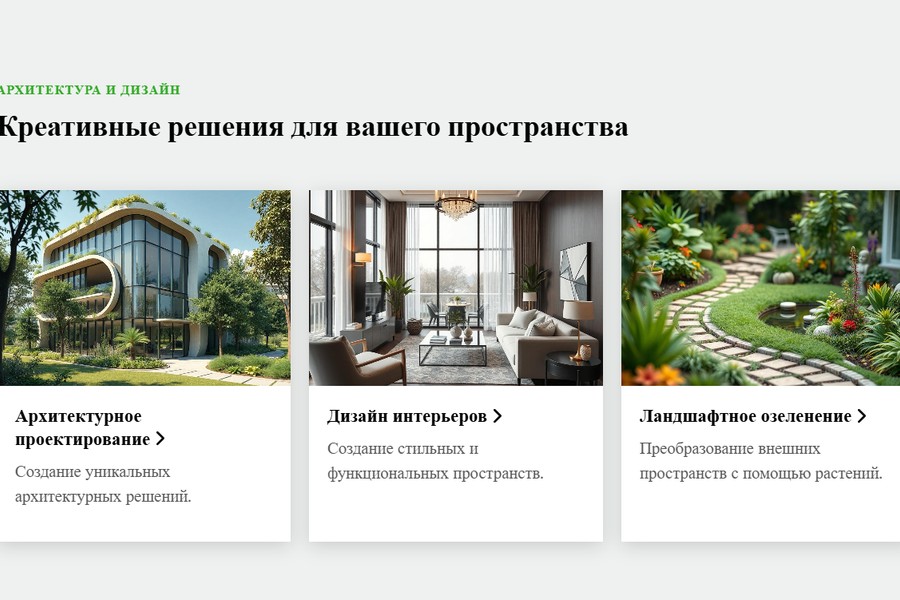 АРХИТЕКТУРА И ДИЗАЙН
Креативные решения для вашего пространства
Архитектурное
проектирование
Создание уникальных
архитектурных решений.
Дизайн интерьеров
Создание стильных и
функциональных пространств.
Ландшафтное озеленение
Преобразование внешних
пространств с помощью растений.